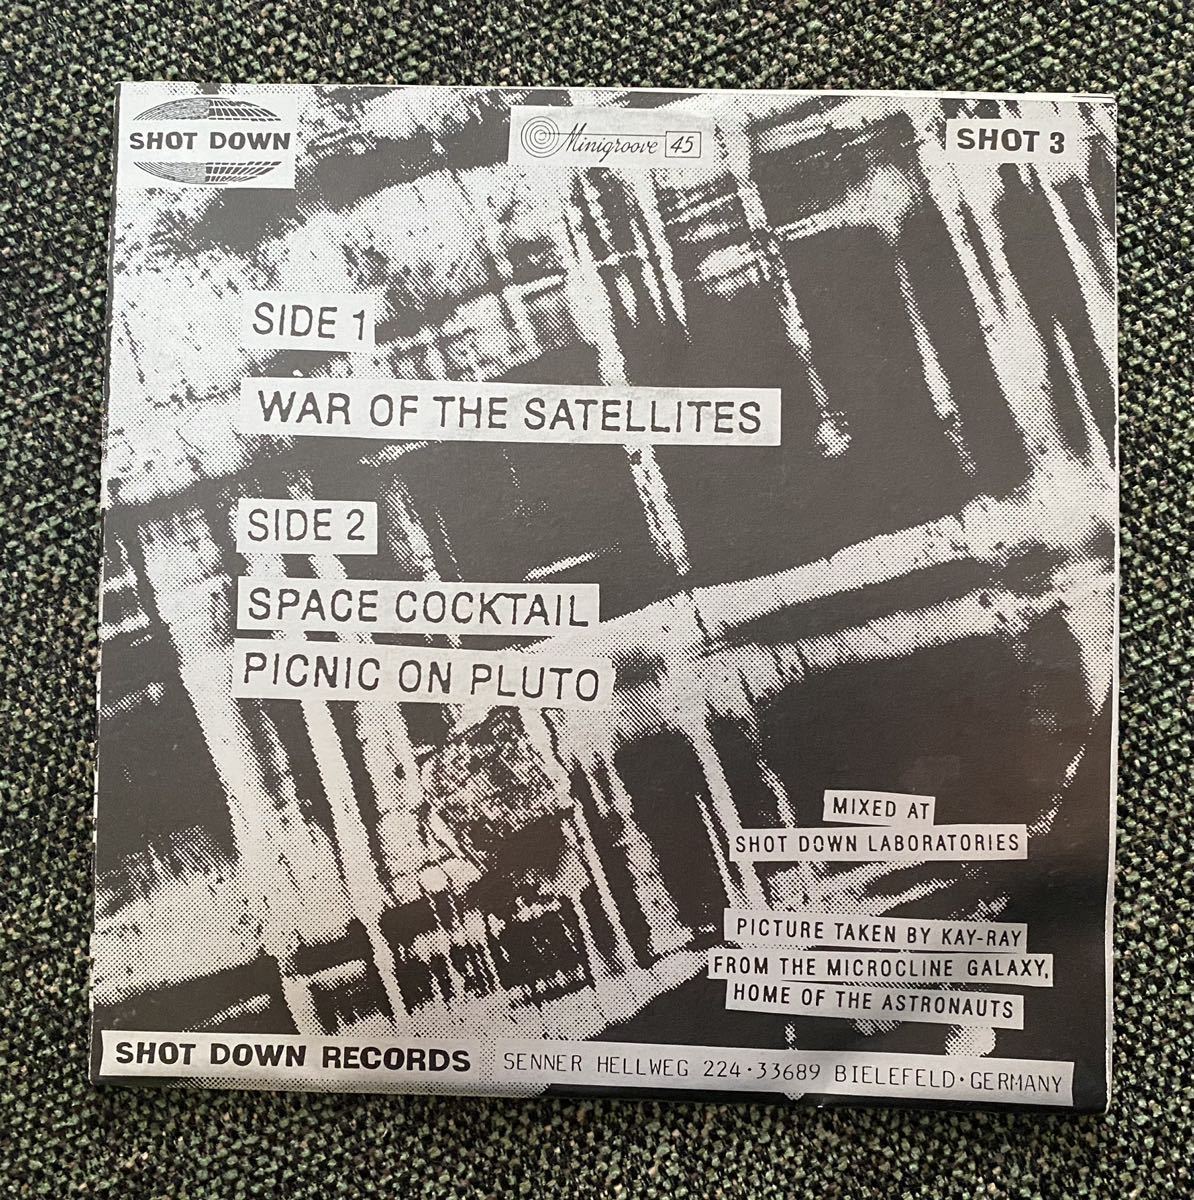 SHOT DOWN
Minigroove 45
SHOT 3
SIDE 1
WAR OF THE SATELLITES
SIDE 2
SPACE COCKTAIL
PICNIC ON PLUTO
MIXED AT
SHOT DOWN LABORATORIES
PICTURE TAKEN BY KAY-RAY
FROM THE MICROCLINE GALAXY,
HOME OF THE ASTRONAUTS
SHOT DOWN RECORDS SENNER HELLWEG 224·33689 BIELEFELD·GERMANY